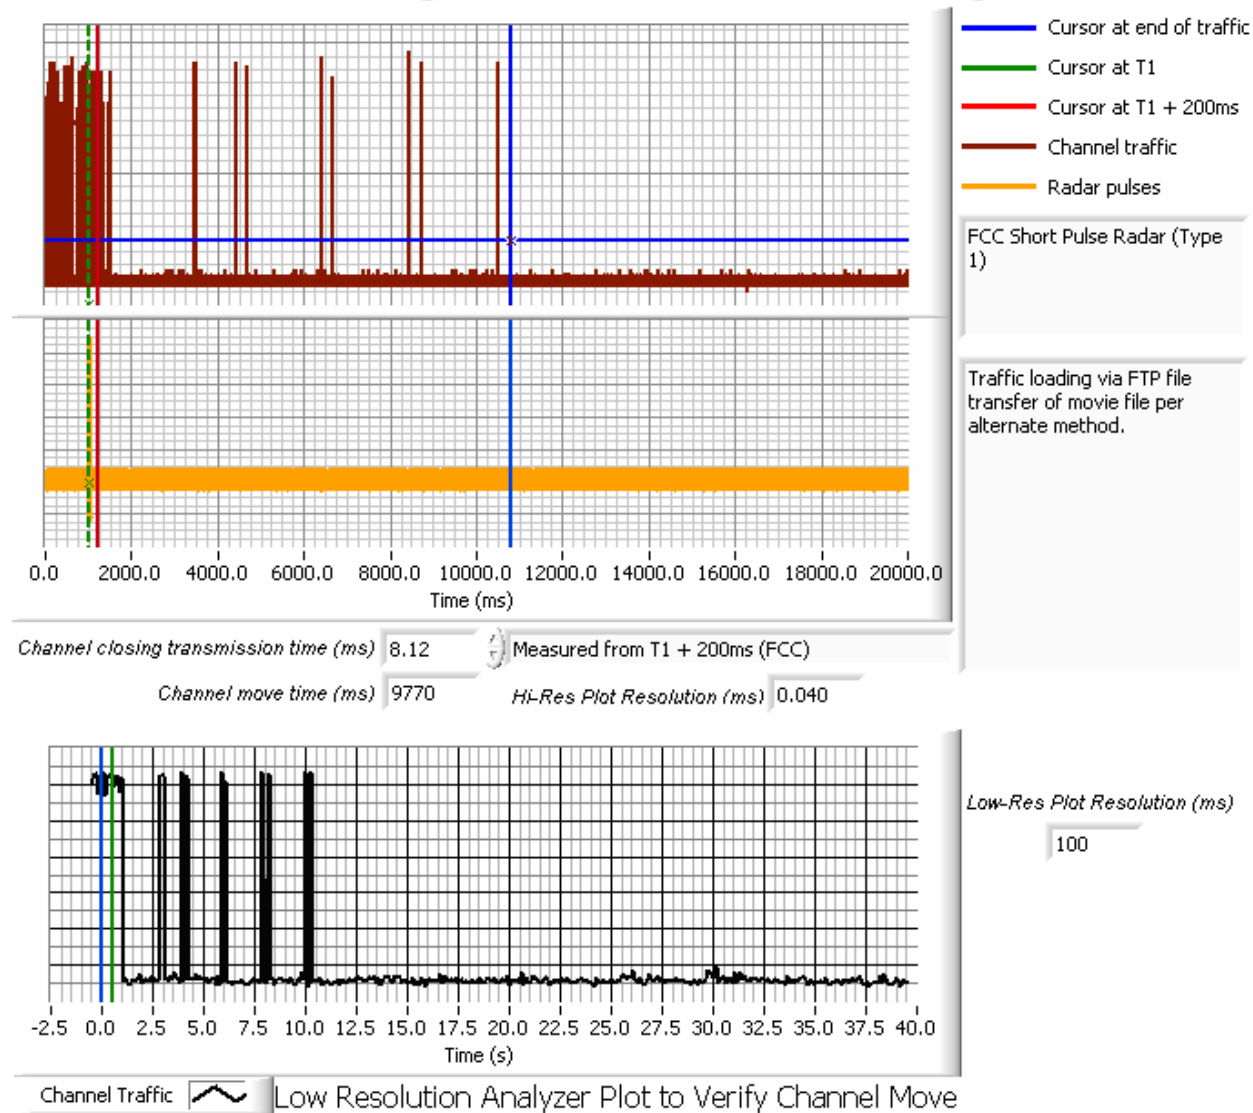 Cursor at end of traffic
Cursor at T1
Cursor at T1 + 200ms
Channel traffic
Radar pulses
FCC Short Pulse Radar (Type
1)
Traffic loading via FTP file
transfer of movie file per
alternate method.
0.0 2000.0 4000.0 6000.0 8000.0 10000.0 12000.0 14000.0 16000.0 18000.0 20000.0
Time (ms)
Channel closing transmission time (ms) 8.12 Measured from T1 + 200ms (FCC)
Channel move time (ms) 9770 Hi-Res Plot Resolution (ms) 0.040
Low-Res Plot Resolution (ms)
100
-2.5 0.0 2.5 5.0 7.5 10.0 12.5 15.0 17.5 20.0 22.5 25.0 27.5 30.0 32.5 35.0 37.5 40.0
Time (s)
Channel Traffic Low Resolution Analyzer Plot to Verify Channel Move